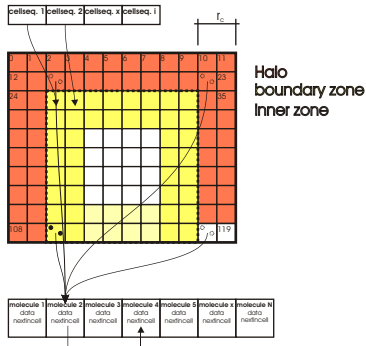 cellseq. 1 cellseq. 2 cellseq. x cellseq. i
rc
0 1 2 3 4 5 6 7 8 9 10 11
12 23
24 35
108 119
Halo
boundary zone
Inner zone
molecule 1 molecule 2 molecule 3 molecule 4 molecule 5 molecule x molecule N
data data data data data data data
nextincell nextincell nextincell nextincell nextincell nextincell nextincell